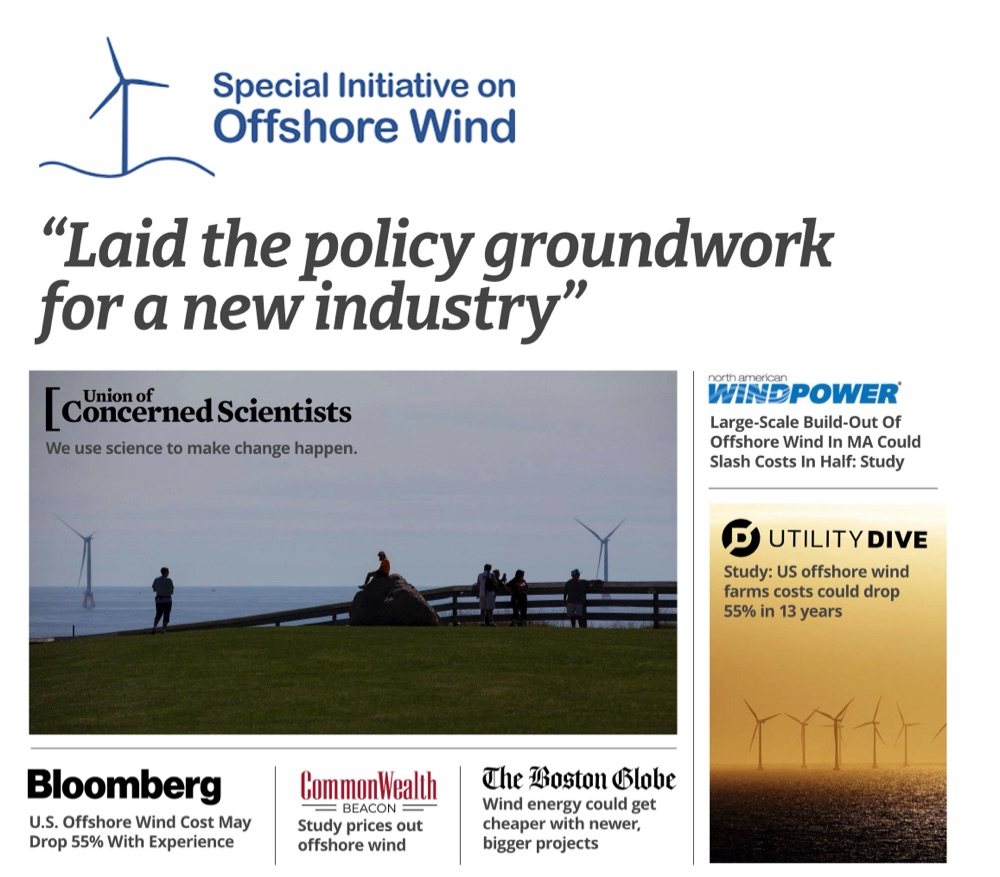 Special Initiative on
Offshore Wind
“Laid the policy groundwork
for a new industry”
Union of
Concerned Scientists
We use science to make change happen.
north american
WINDPOWER
Large-Scale Build-Out Of
Offshore Wind In MA Could
Slash Costs In Half: Study
UTILITY DIVE
Study: US offshore wind
farms costs could drop
55% in 13 years
Bloomberg
U.S. Offshore Wind Cost May
Drop 55% With Experience
CommonWealth
BEACON
Study prices out
offshore wind
The Boston Globe
Wind energy could get
cheaper with newer,
bigger projects